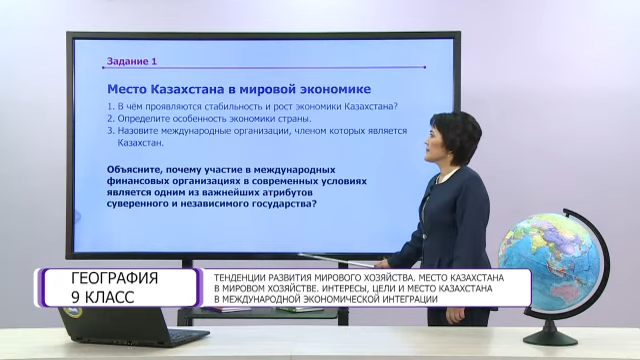 Задание 1
Место Казахстана в мировой экономике
1. В чём проявляются стабильность и рост экономики Казахстана?
2. Определите особенность экономики страны.
3. Назовите международные организации, членом которых является
Казахстан.
Объясните, почему участие в международных
финансовых организациях в современных условиях
является одним из важнейших атрибутов
суверенного и независимого государства?
ГЕОГРАФИЯ
9 КЛАСС
ТЕНДЕНЦИИ РАЗВИТИЯ МИРОВОГО ХОЗЯЙСТВА. МЕСТО КАЗАХСТАНА
В МИРОВОМ ХОЗЯЙСТВЕ. ИНТЕРЕСЫ, ЦЕЛИ И МЕСТО КАЗАХСТАНА
В МЕЖДУНАРОДНОЙ ЭКОНОМИЧЕСКОЙ ИНТЕГРАЦИИ